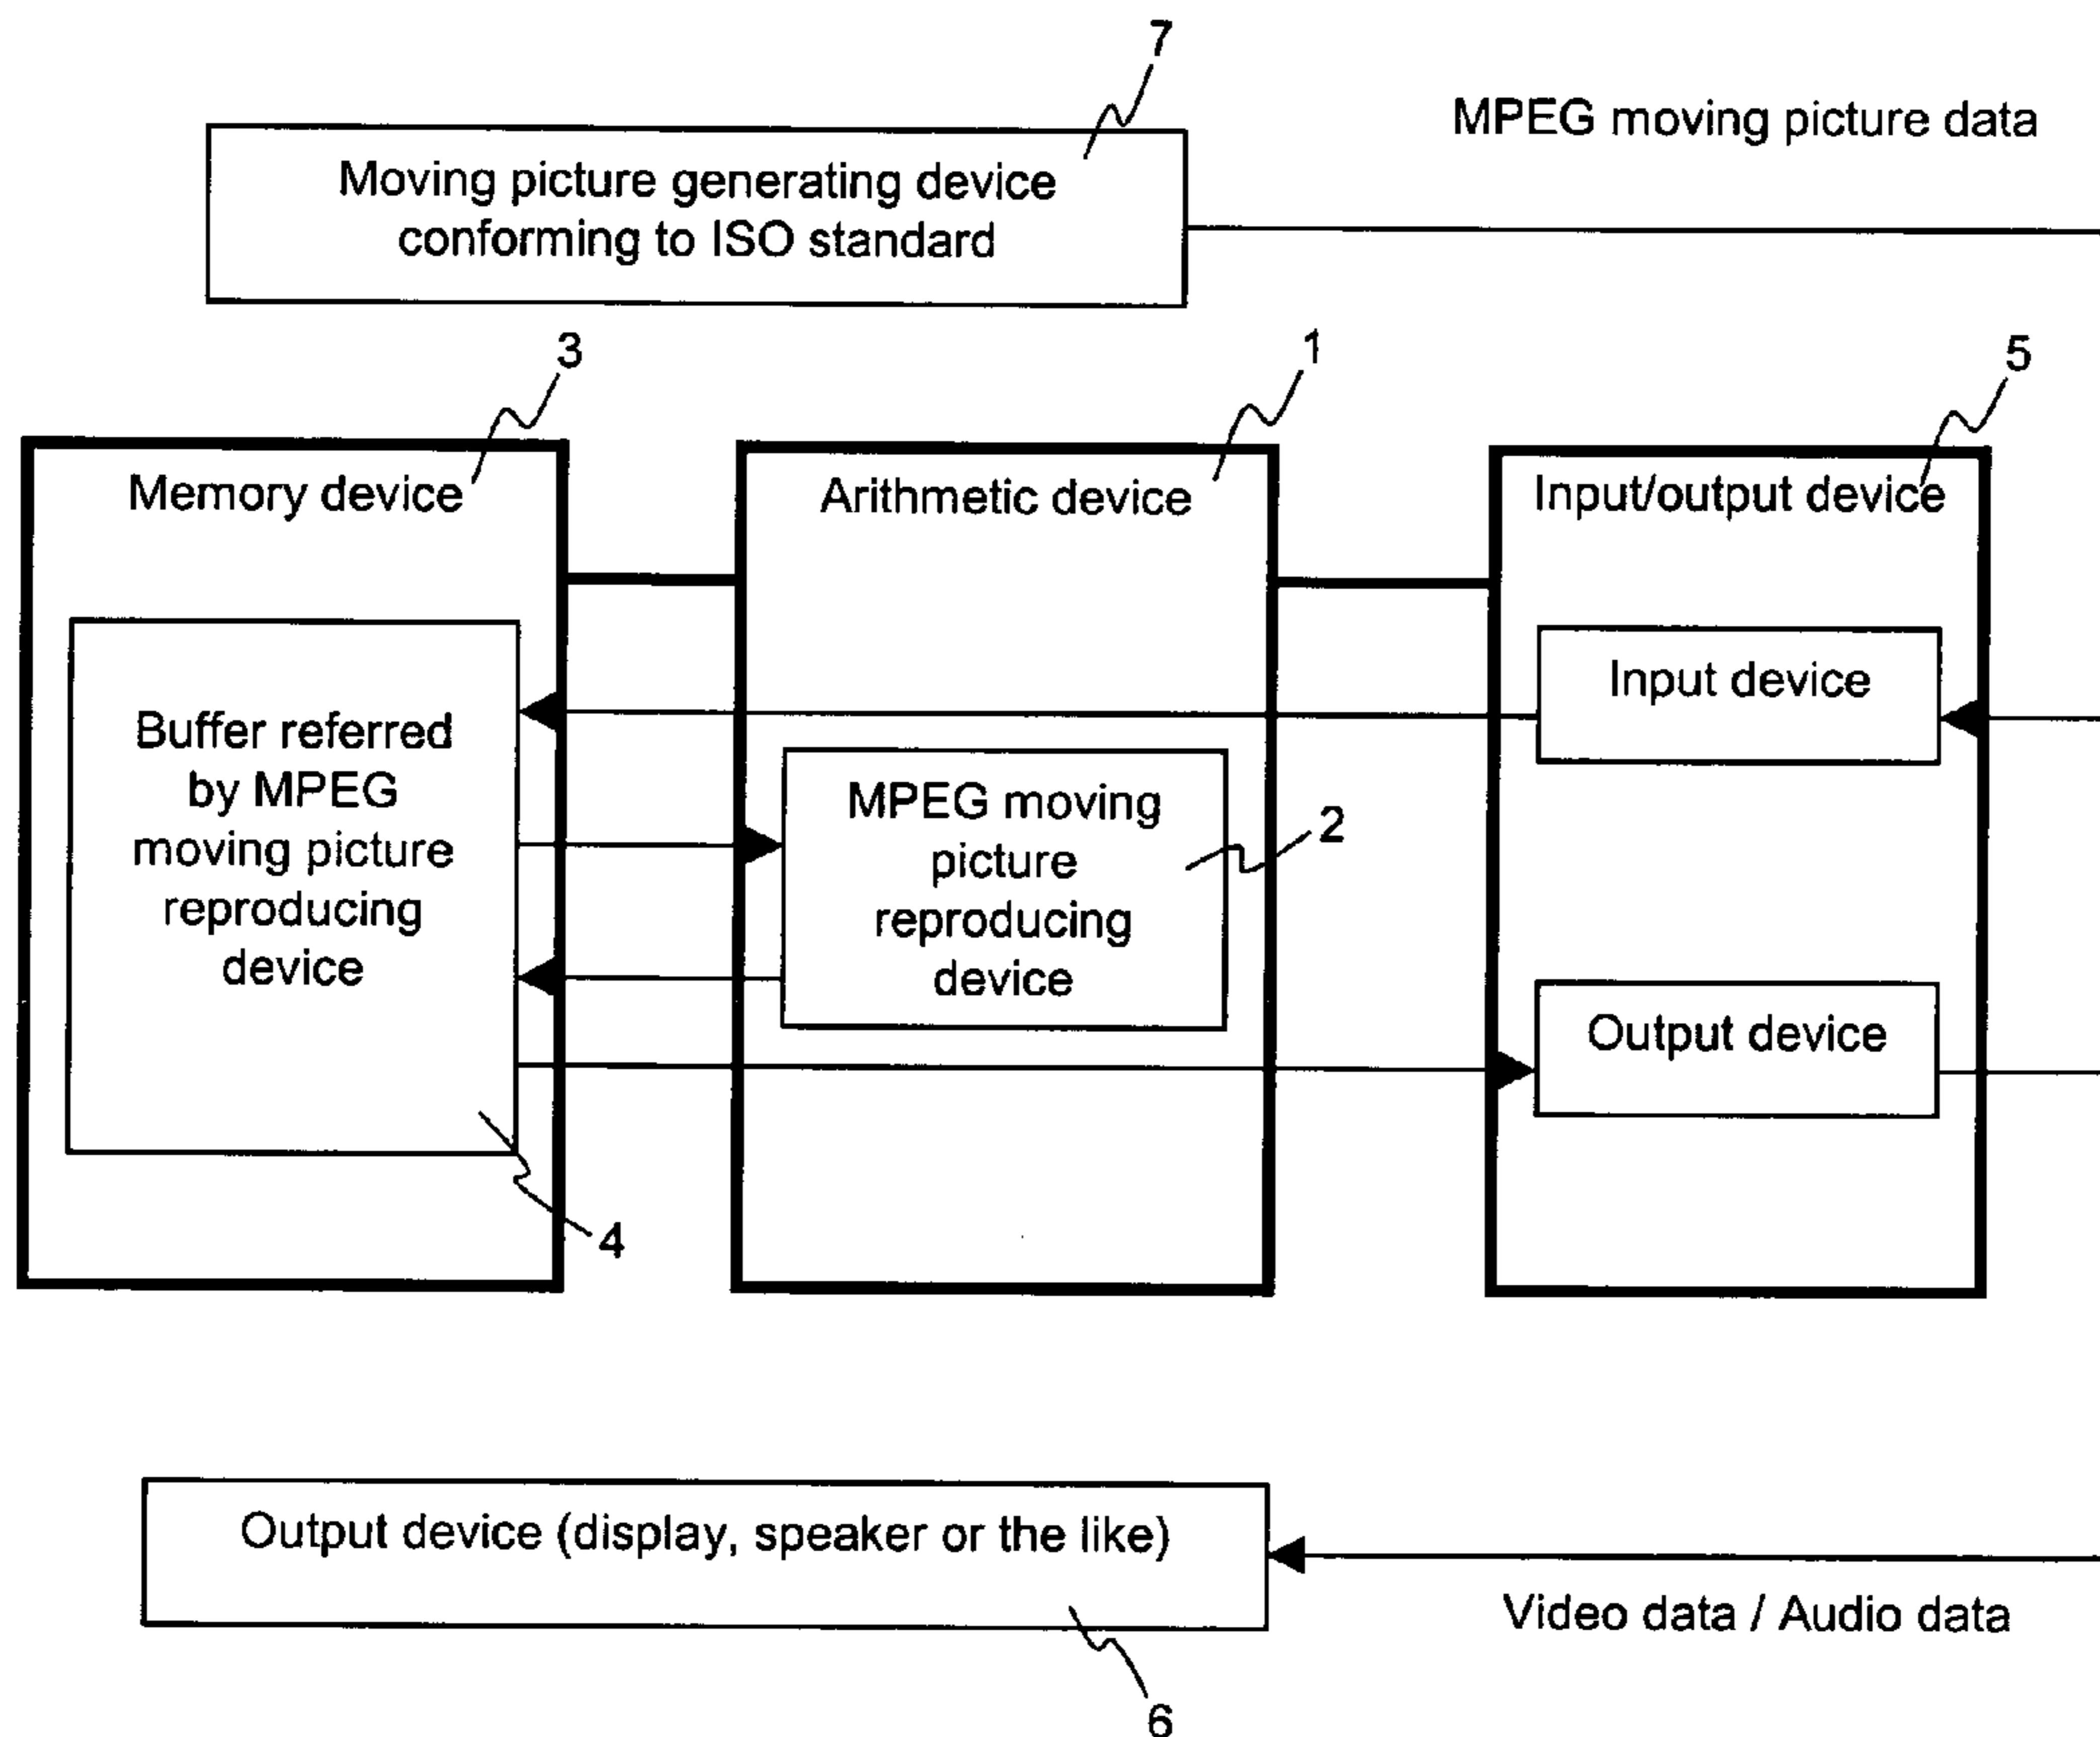 7
MPEG moving picture data
Moving picture generating device
conforming to ISO standard
3
1
5
Memory device
Arithmetic device
Input/output device
Input device
Buffer referred
by MPEG
moving picture
reproducing
device
MPEG moving
picture
reproducing
device
2
Output device
4
Output device (display, speaker or the like)
Video data / Audio data
6